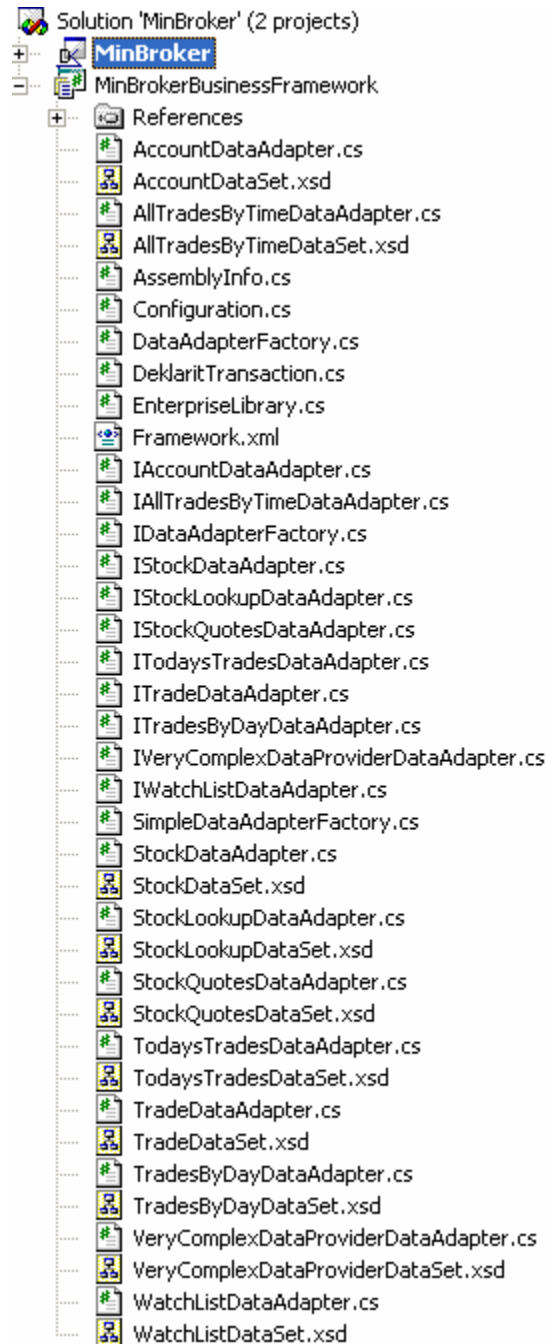 Solution 'MinBroker' (2 projects)
MinBroker
MinBrokerBusinessFramework
References
AccountDataAdapter.cs
AccountDataSet.xsd
AllTradesByTimeDataAdapter.cs
AllTradesByTimeDataSet.xsd
AssemblyInfo.cs
Configuration.cs
DataAdapterFactory.cs
DeklaritTransaction.cs
EnterpriseLibrary.cs
Framework.xml
IAccountDataAdapter.cs
IAllTradesByTimeDataAdapter.cs
IDataAdapterFactory.cs
IStockDataAdapter.cs
IStockLookupDataAdapter.cs
IStockQuotesDataAdapter.cs
ITodaysTradesDataAdapter.cs
ITradeDataAdapter.cs
ITradesByDayDataAdapter.cs
IVeryComplexDataProviderDataAdapter.cs
IWatchListDataAdapter.cs
SimpleDataAdapterFactory.cs
StockDataAdapter.cs
StockDataSet.xsd
StockLookupDataAdapter.cs
StockLookupDataSet.xsd
StockQuotesDataAdapter.cs
StockQuotesDataSet.xsd
TodaysTradesDataAdapter.cs
TodaysTradesDataSet.xsd
TradeDataAdapter.cs
TradeDataSet.xsd
TradesByDayDataAdapter.cs
TradesByDayDataSet.xsd
VeryComplexDataProviderDataAdapter.cs
VeryComplexDataProviderDataSet.xsd
WatchListDataAdapter.cs
WatchListDataSet.xsd